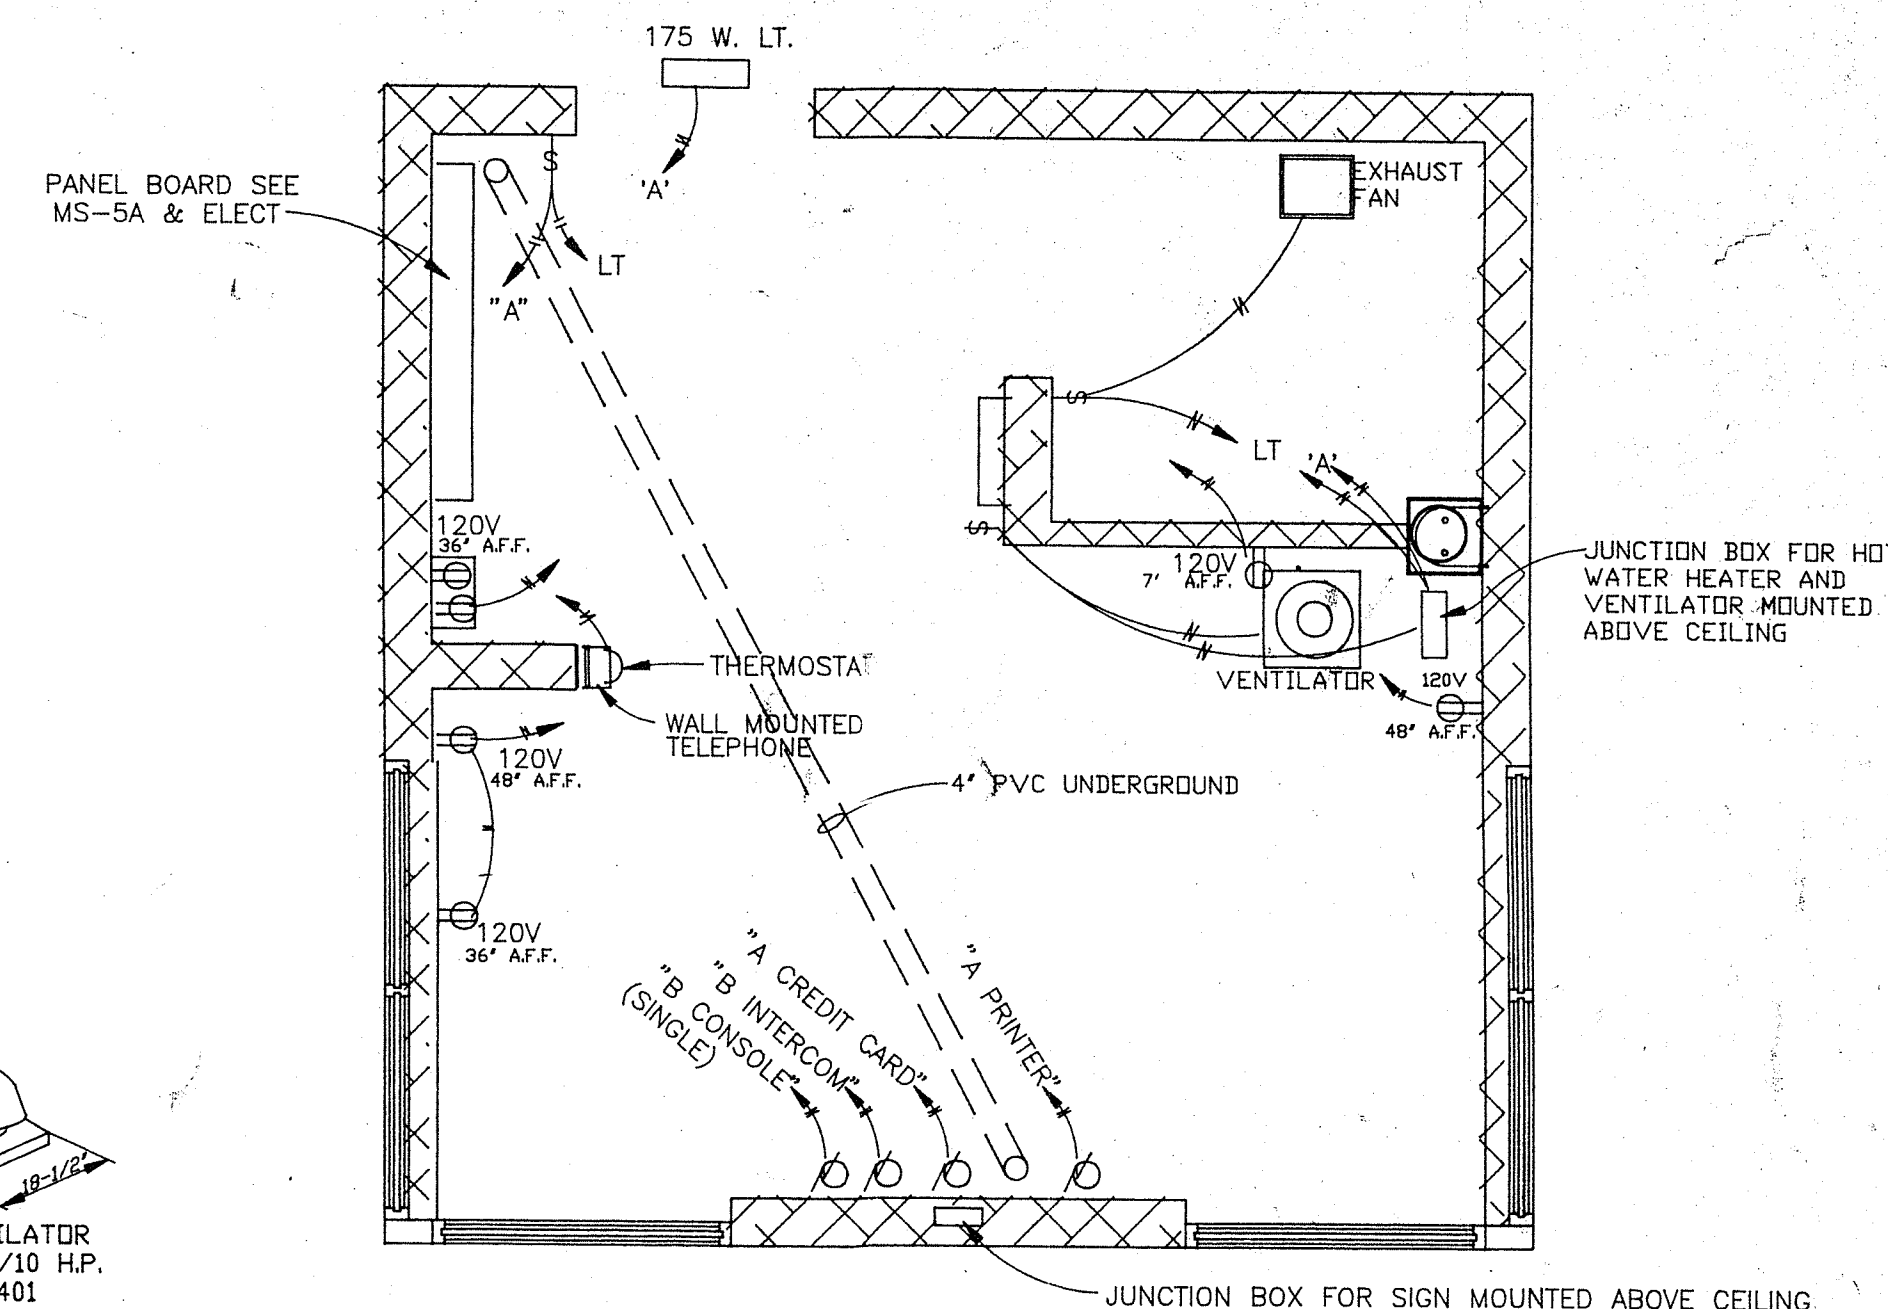 175 W. LT.
PANEL BOARD SEE
MS-5A & ELECT
S
'A'
LT
"A"
EXHAUST
FAN
S
LT
'A'
S
120V
36" A.F.F.
120V
7'
A.F.F.
JUNCTION BOX FOR HO
WATER HEATER AND
VENTILATOR MOUNTED
ABOVE CEILING
THERMOSTAT
VENTILATOR
120V
48" A.F.F.
WALL MOUNTED
TELEPHONE
120V
48" A.F.F.
4" PVC UNDERGROUND
120V
36" A.F.F.
"A CREDIT CARD"
"B INTERCOM"
"B CONSOLE"
(SINGLE)
"A PRINTER"
18-1/2"
ILATOR
/10 H.P.
401
JUNCTION BOX FOR SIGN MOUNTED ABOVE CEILING